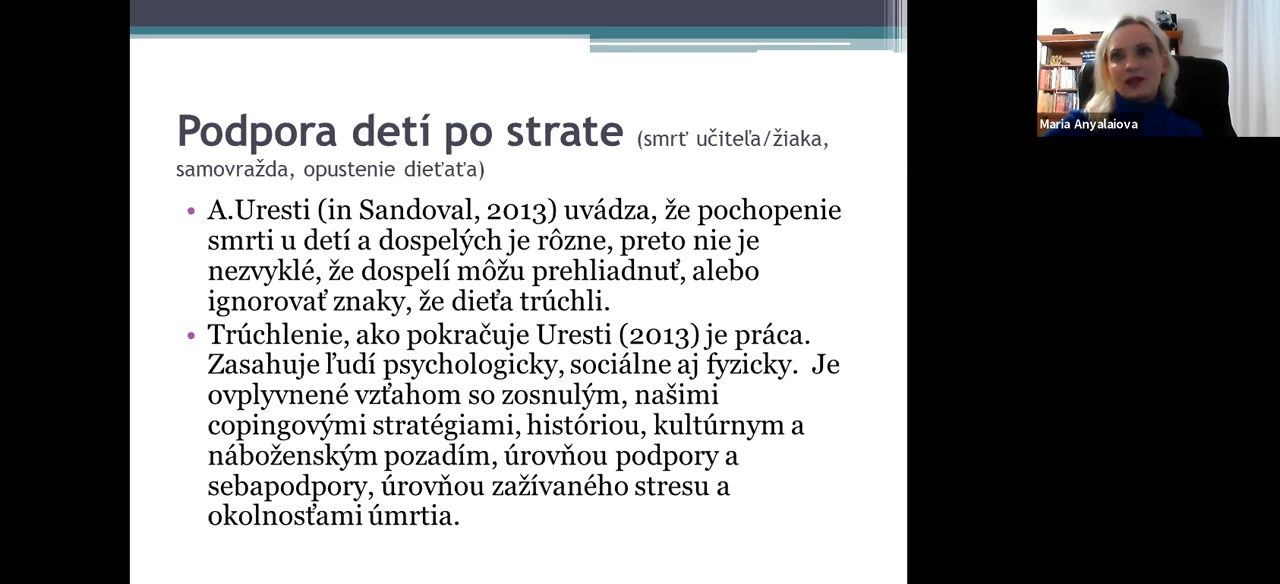 Podpora detí po strate (smrť učiteľa/žiaka,
samovražda, opustenie dieťaťa)
• A.Uresti (in Sandoval, 2013) uvádza, že pochopenie
smrti u detí a dospelých je rôzne, preto nie je
nezvyklé, že dospelí môžu prehliadnuť, alebo
ignorovať znaky, že dieťa trúchli.
• Trúchlenie, ako pokračuje Uresti (2013) je práca.
Zasahuje ľudí psychologicky, sociálne aj fyzicky. Je
ovplyvnené vzťahom so zosnulým, našimi
copingovými stratégiami, históriou, kultúrnym a
náboženským pozadím, úrovňou podpory a
sebapodpory, úrovňou zažívaného stresu a
okolnosťami úmrtia.
Maria Anyalaiova